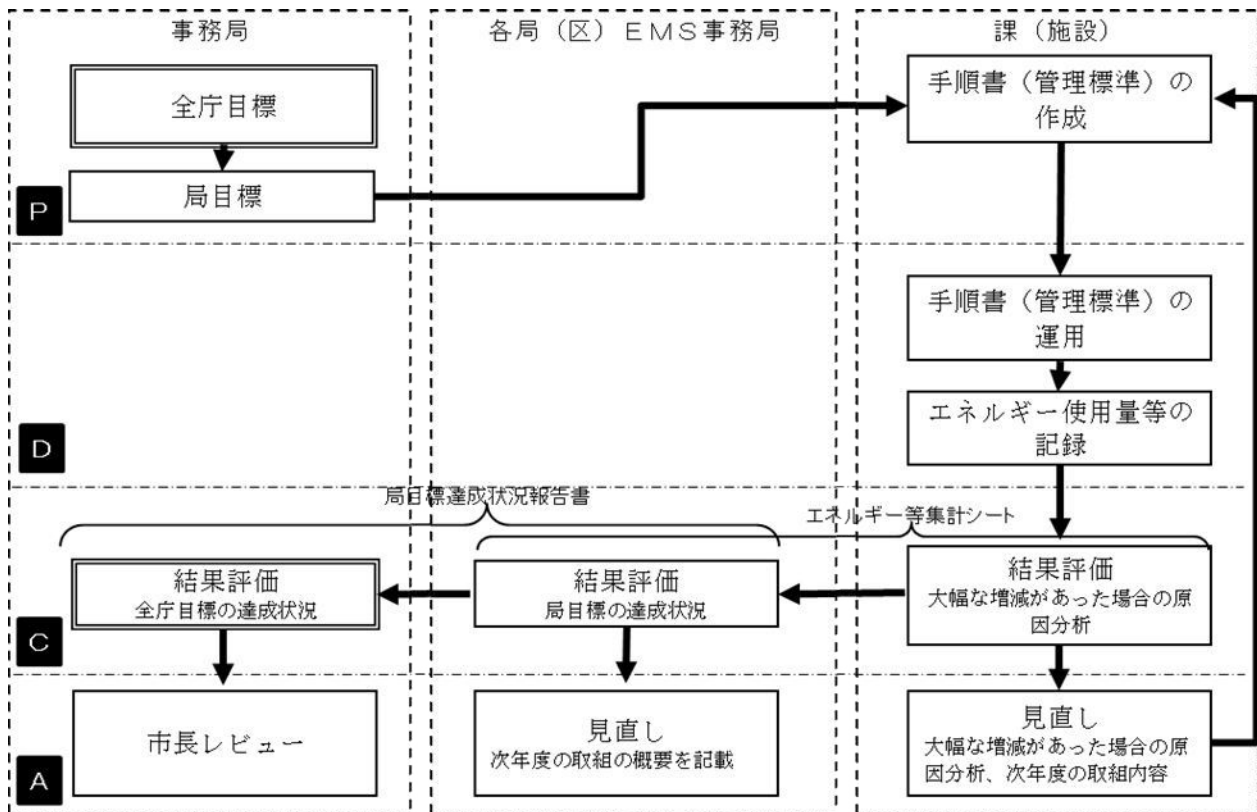 事務局
各局（区）ＥＭＳ事務局
課（施設）
全庁目標
手順書（管理標準）の
作成
局目標
P
手順書（管理標準）の
運用
エネルギー使用量等の
記録
D
局目標達成状況報告書
エネルギー等集計シート
結果評価
全庁目標の達成状況
結果評価
局目標の達成状況
結果評価
大幅な増減があった場合の原
因分析
C
市長レビュー
見直し
次年度の取組の概要を記載
見直し
大幅な増減があった場合の原
因分析、次年度の取組内容
A